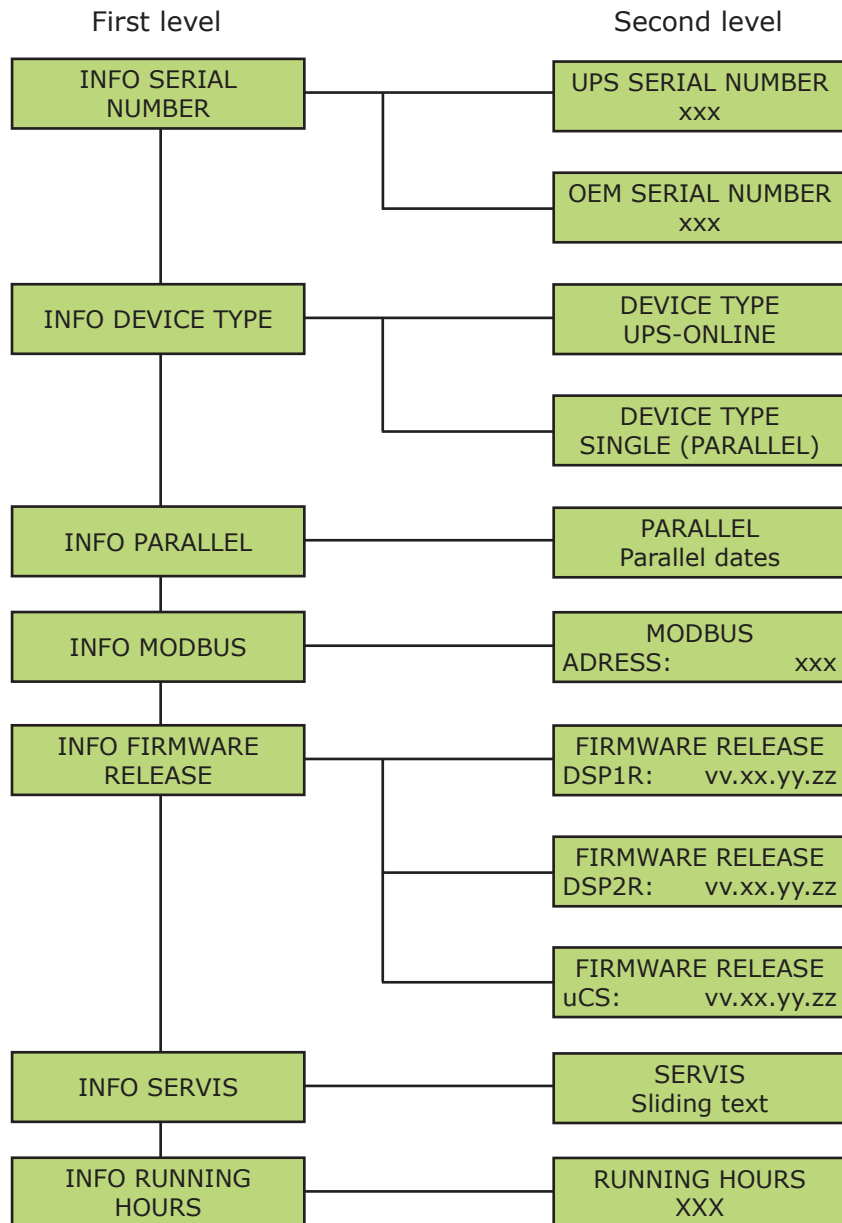 First level
Second level
INFO SERIAL
NUMBER
UPS SERIAL NUMBER
xxx
OEM SERIAL NUMBER
xxx
INFO DEVICE TYPE
DEVICE TYPE
UPS-ONLINE
DEVICE TYPE
SINGLE (PARALLEL)
INFO PARALLEL
PARALLEL
Parallel dates
INFO MODBUS
MODBUS
ADRESS: xxx
INFO FIRMWARE
RELEASE
FIRMWARE RELEASE
DSP1R: vv.xx.yy.zz
FIRMWARE RELEASE
DSP2R: vv.xx.yy.zz
FIRMWARE RELEASE
uCS: vv.xx.yy.zz
INFO SERVIS
SERVIS
Sliding text
INFO RUNNING
HOURS
RUNNING HOURS
XXX